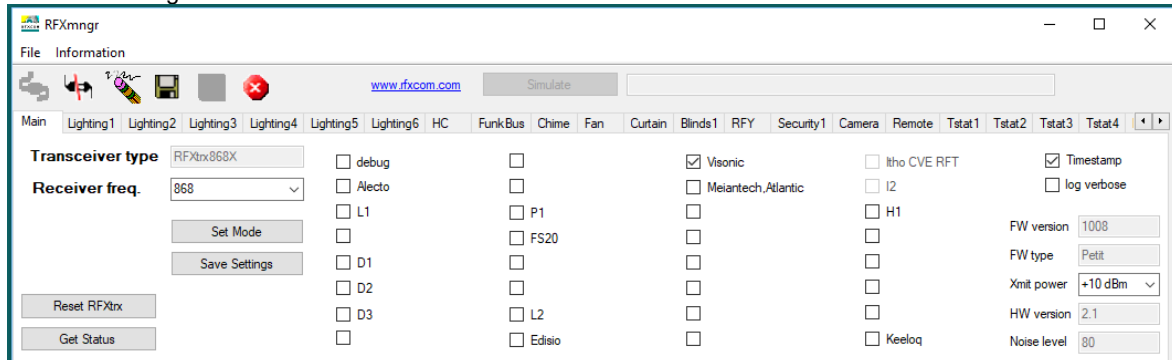 RFXmngr
File Information
www.rfxcom.com Simulate
Main Lighting1 Lighting2 Lighting3 Lighting4 Lighting5 Lighting6 HC FunkBus Chime Fan Curtain Blinds1 RFY Security1 Camera Remote Tstat1 Tstat2 Tstat3 Tstat4
Transceiver type RFXtrx868X debug Visonic Itho CVE RFT Timestamp
Receiver freq. 868 Alecto Meiantech,Atlantic I2 log verbose
L1 P1 H1
Set Mode FS20 FW version 1008
Save Settings D1 FW type Petit
D2 Xmit power +10 dBm
Reset RFXtrx D3 L2 HW version 2.1
Get Status Edisio Keeloq Noise level 80